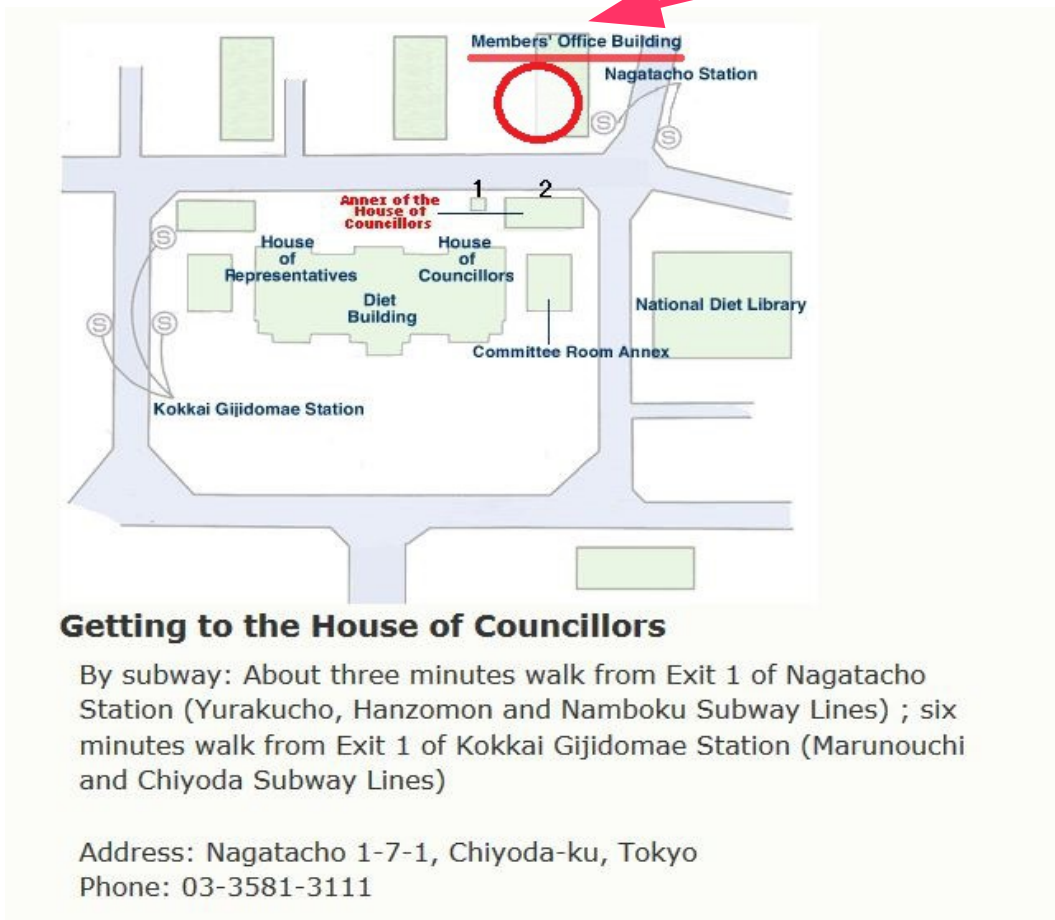 Members' Office Building
Nagatacho Station
S
S
1
2
Annex of the
House of
Councillors
S
House
of
Representatives
House
of
Councillors
Diet
Building
National Diet Library
S
S
Committee Room Annex
Kokkai Gijidomae Station
Getting to the House of Councillors
By subway: About three minutes walk from Exit 1 of Nagatacho
Station (Yurakucho, Hanzomon and Namboku Subway Lines) ; six
minutes walk from Exit 1 of Kokkai Gijidomae Station (Marunouchi
and Chiyoda Subway Lines)
Address: Nagatacho 1-7-1, Chiyoda-ku, Tokyo
Phone: 03-3581-3111